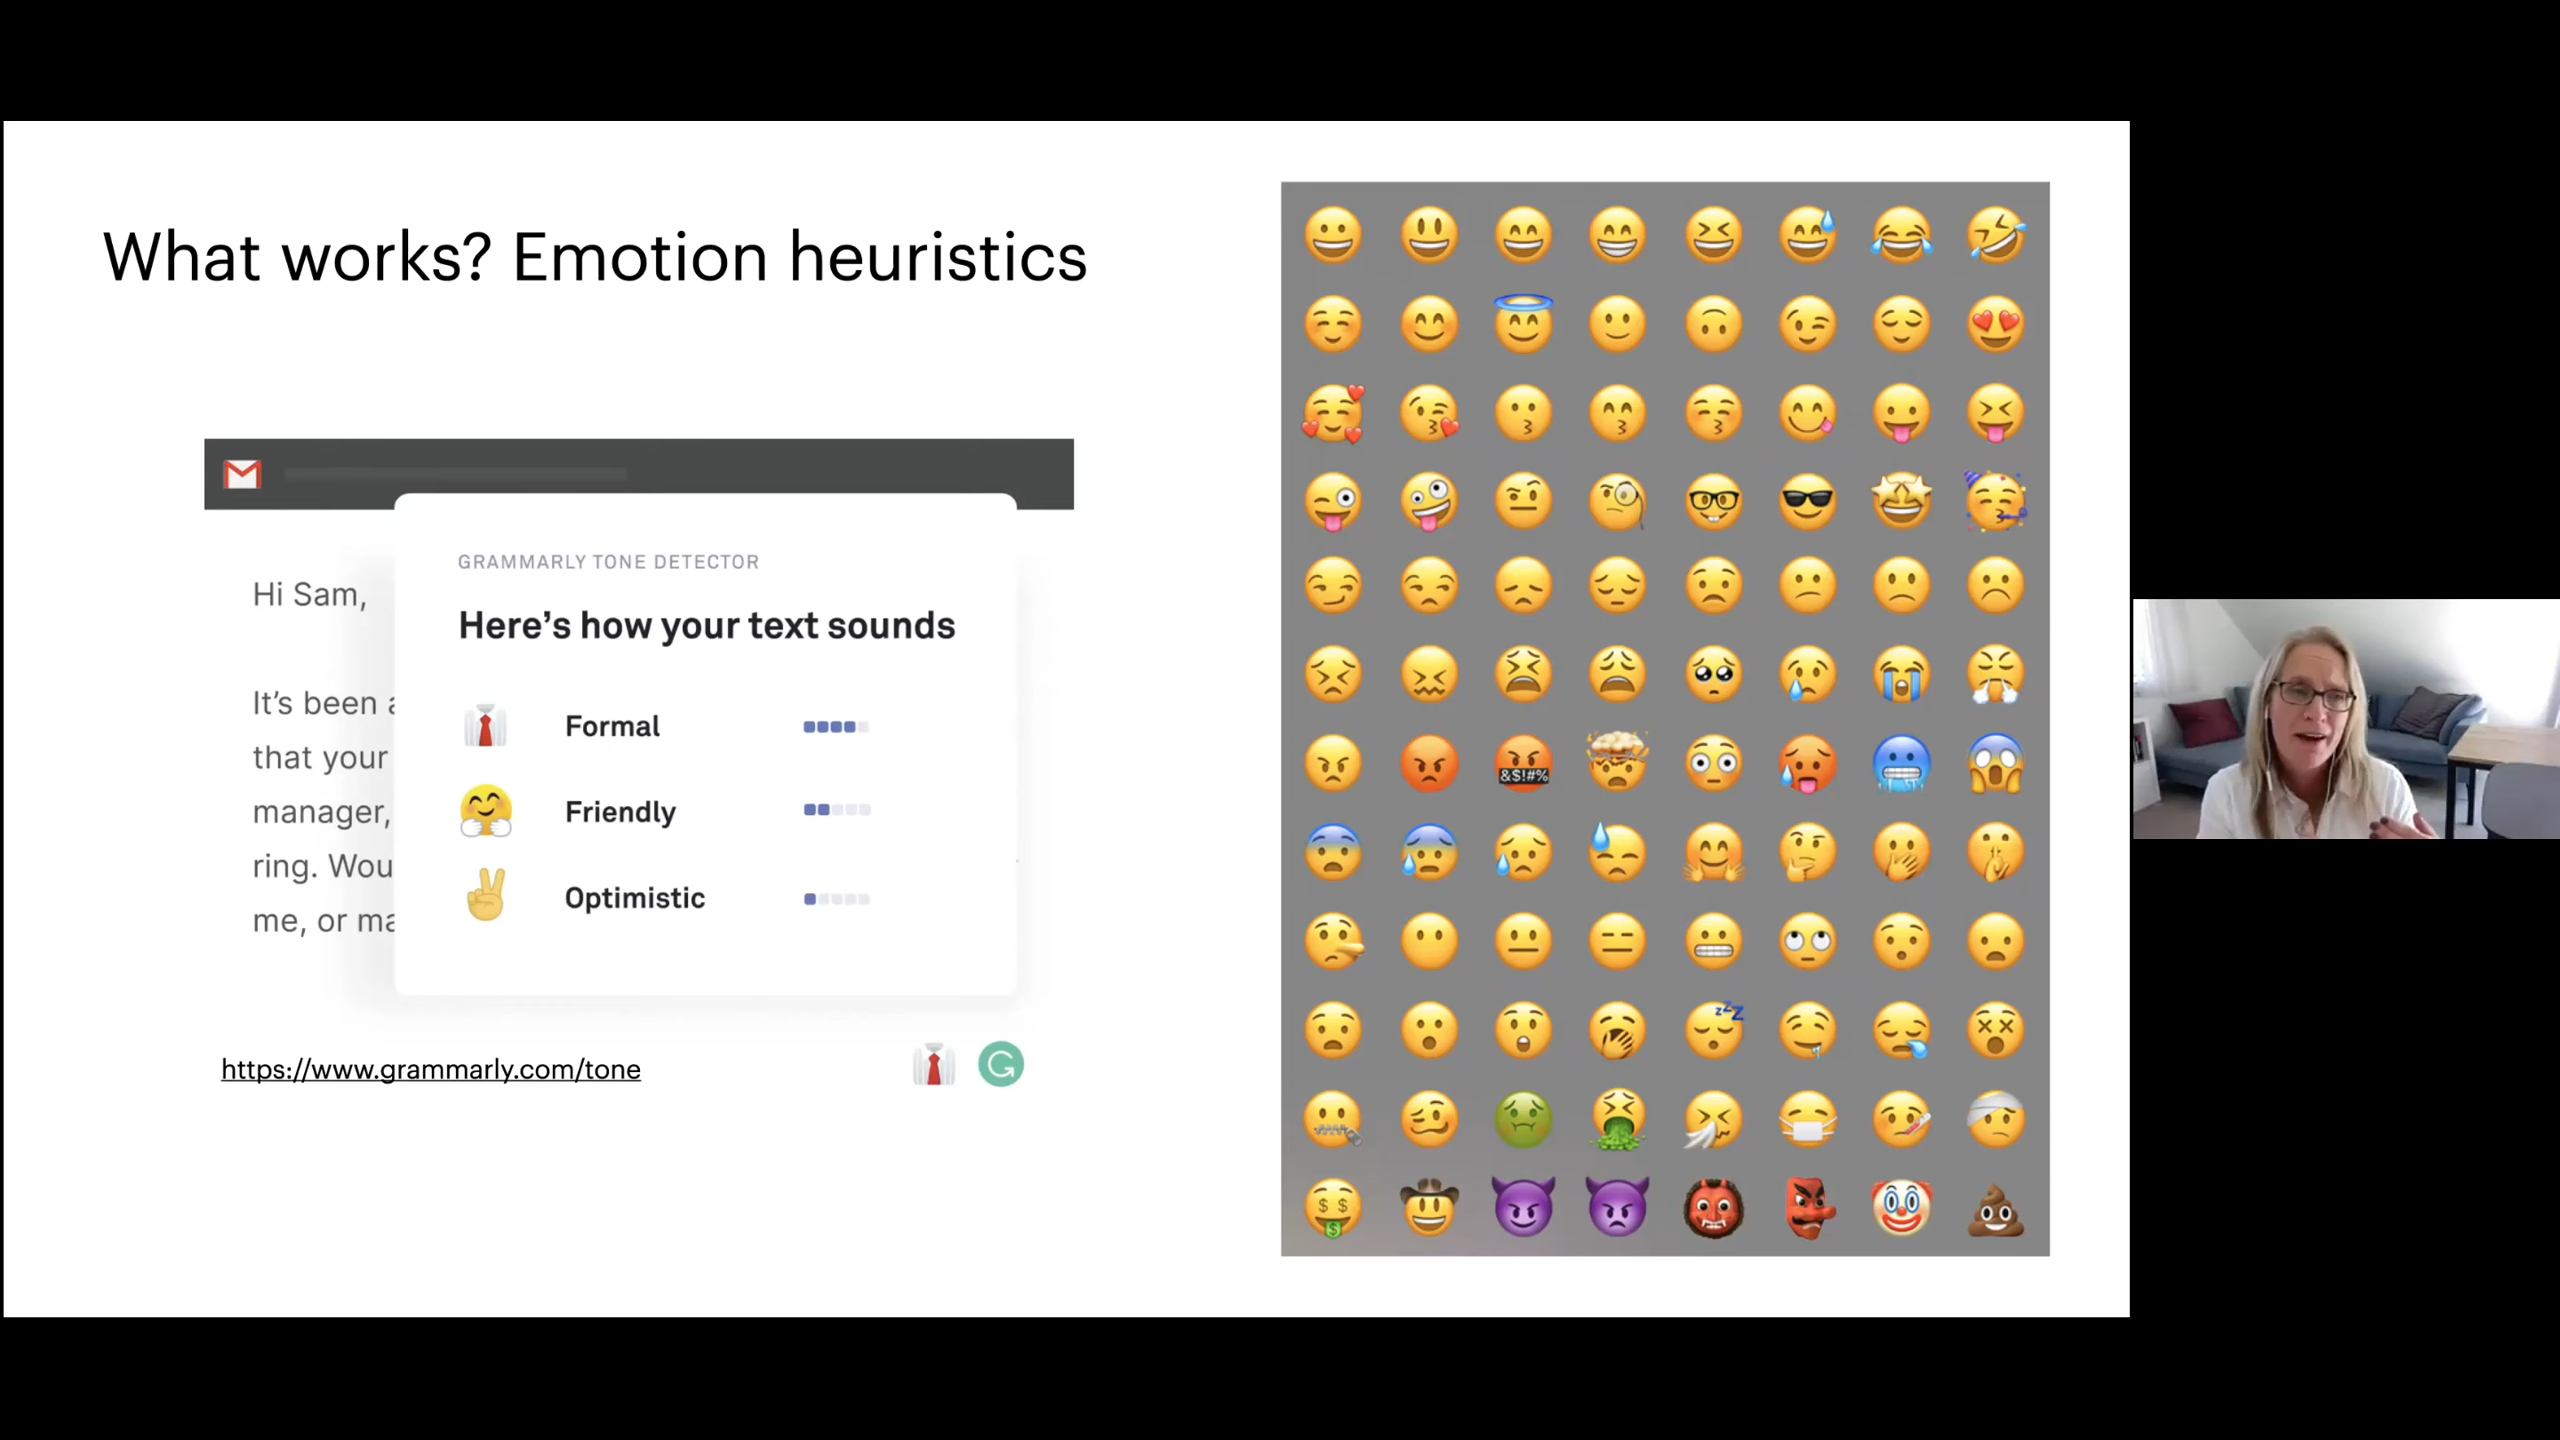 What works? Emotion heuristics
Hi Sam,
It's been
that your
manager,
ring. Wou
me, or ma
GRAMMARLY TONE DETECTOR
Here's how your text sounds
Formal
Friendly
Optimistic
https://www.grammarly.com/tone
&$!#%
zzZ